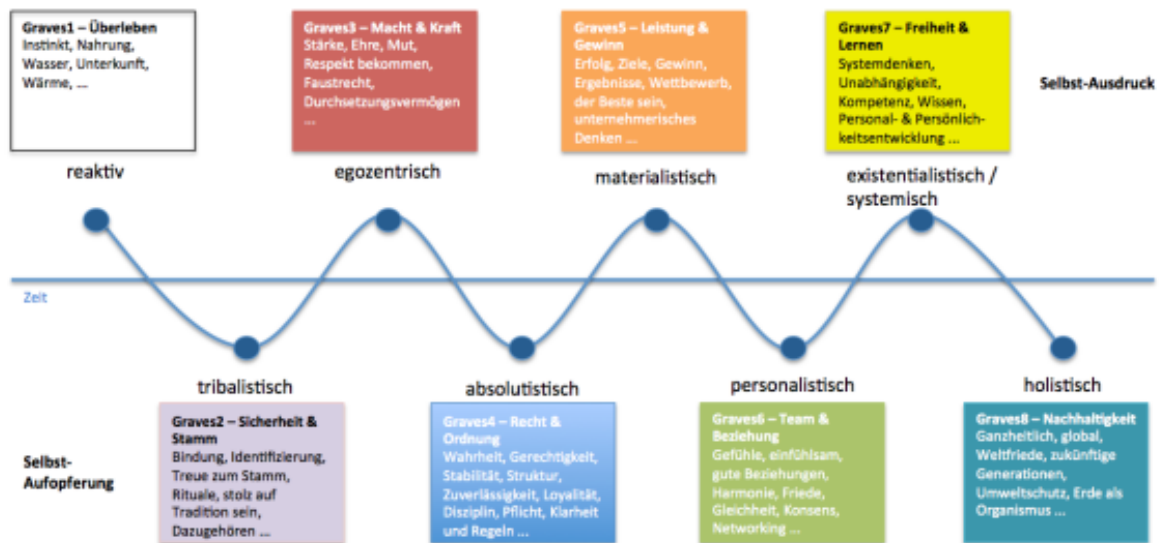 Graves1 – Überleben
Instinkt, Nahrung,
Wasser, Unterkunft,
Wärme, ...
Graves3 – Macht & Kraft
Stärke, Ehre, Mut,
Respekt bekommen,
Faustrecht,
Durchsetzungsvermögen
...
Graves5 – Leistung &
Gewinn
Erfolg, Ziele, Gewinn,
Ergebnisse, Wettbewerb,
der Beste sein,
unternehmerisches
Denken ...
Graves7 – Freiheit &
Lernen
Systemdenken,
Unabhängigkeit,
Kompetenz, Wissen,
Personal- & Persönlich-
keitsentwicklung ...
Selbst-Ausdruck
reaktiv
egozentrisch
materialistisch
existentialistisch /
systemisch
Zeit
tribalistisch
absolutistisch
personalistisch
holistisch
Selbst-
Aufopferung
Graves2 – Sicherheit &
Stamm
Bindung, Identifizierung,
Treue zum Stamm,
Rituale, stolz auf
Tradition sein,
Dazugehören ...
Graves4 – Recht &
Ordnung
Wahrheit, Gerechtigkeit,
Stabilität, Struktur,
Zuverlässigkeit, Loyalität,
Disziplin, Pflicht, Klarheit
und Regeln ...
Graves6 – Team &
Beziehung
Gefühle, einfühlsam,
gute Beziehungen,
Harmonie, Friede,
Gleichheit, Konsens,
Networking ...
Graves8 – Nachhaltigkeit
Ganzheitlich, global,
Weltfriede, zukünftige
Generationen,
Umweltschutz, Erde als
Organismus ...